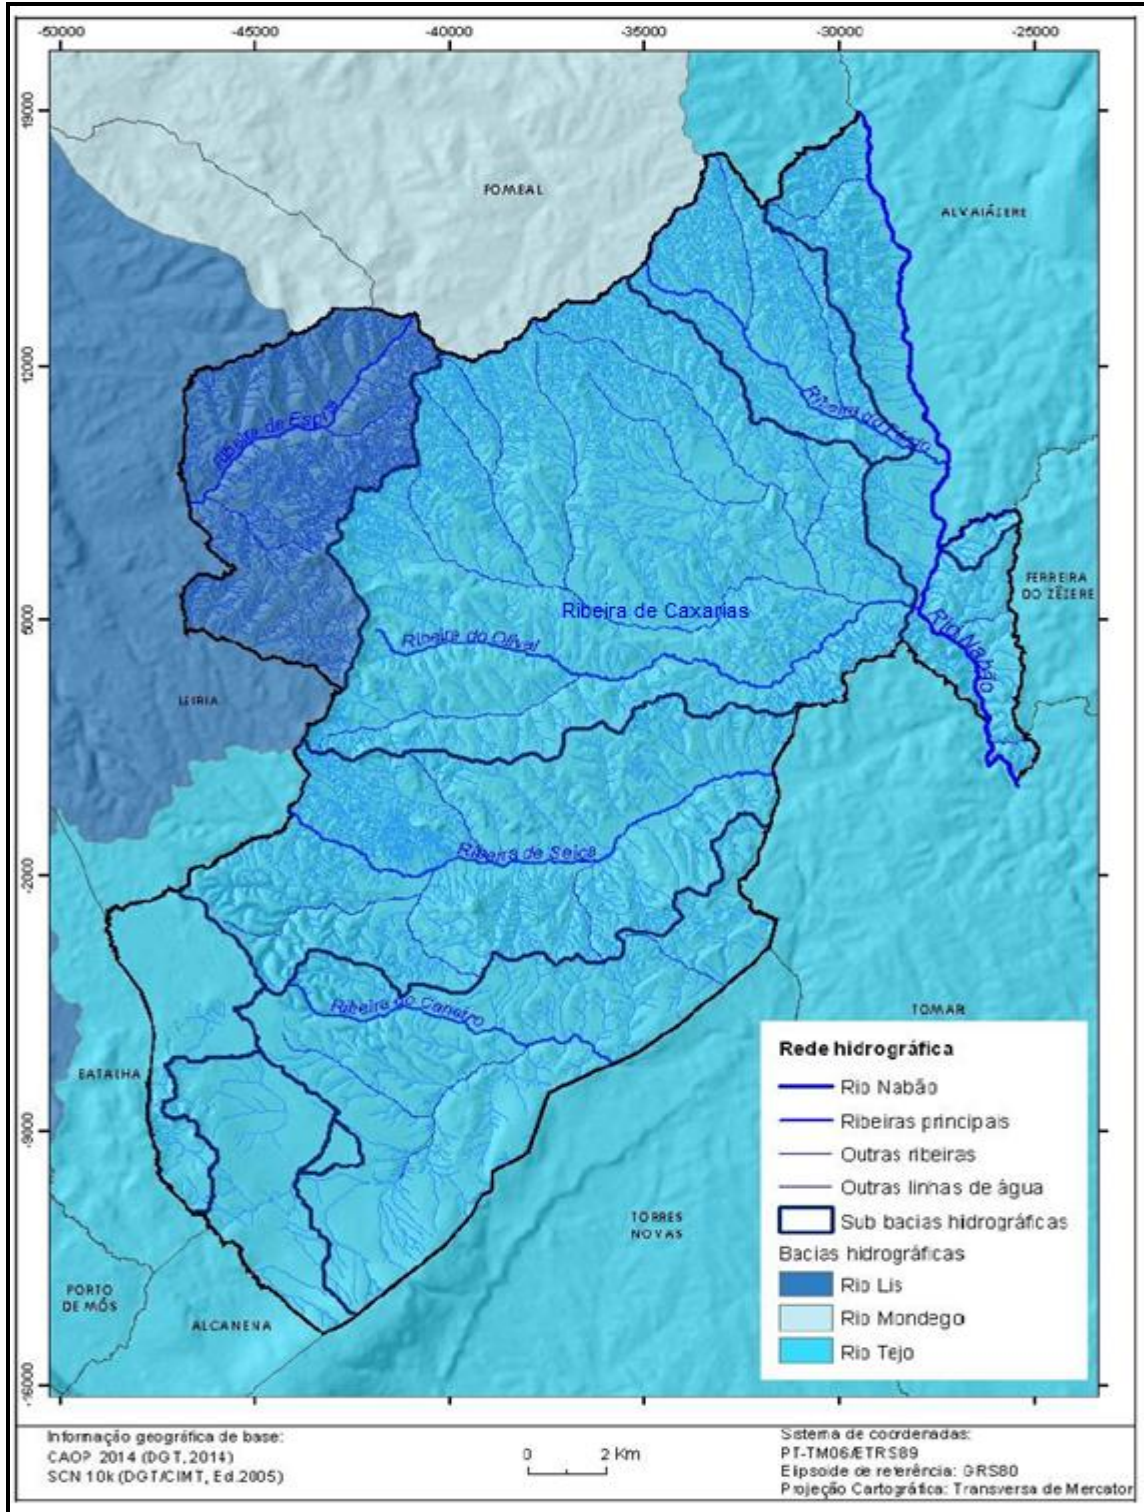 -50000 -45000 -40000 -35000 -30000 -25000
19000
POMBAL
ALVAIÁZERE
12000
Ribeira de Espite
FERREIRA
DO ZÊZERE
5000
Ribeira de Caxarias
Rio Nabão
Ribeira do Olival
LEIRIA
Ribeira de Seiça
-2000
Ribeira do Caneiro
TOMAR
BATALHA
-9000
TORRES
NOVAS
PORTO
DE MÓS
ALCANENA
-16000
Rede hidrográfica
Rio Nabão
Ribeiras principais
Outras ribeiras
Outras linhas de água
Sub bacias hidrográficas
Bacias hidrográficas
Rio Lis
Rio Mondego
Rio Tejo
Informação geográfica de base:
CAOP 2014 (DGT, 2014)
SCN 10k (DGT/CIMT, Ed.2005)
0 2 Km
Sistema de coordenadas:
PT-TM06/ETRS89
Elipsoide de referência: GRS80
Projeção Cartográfica: Transversa de Mercator